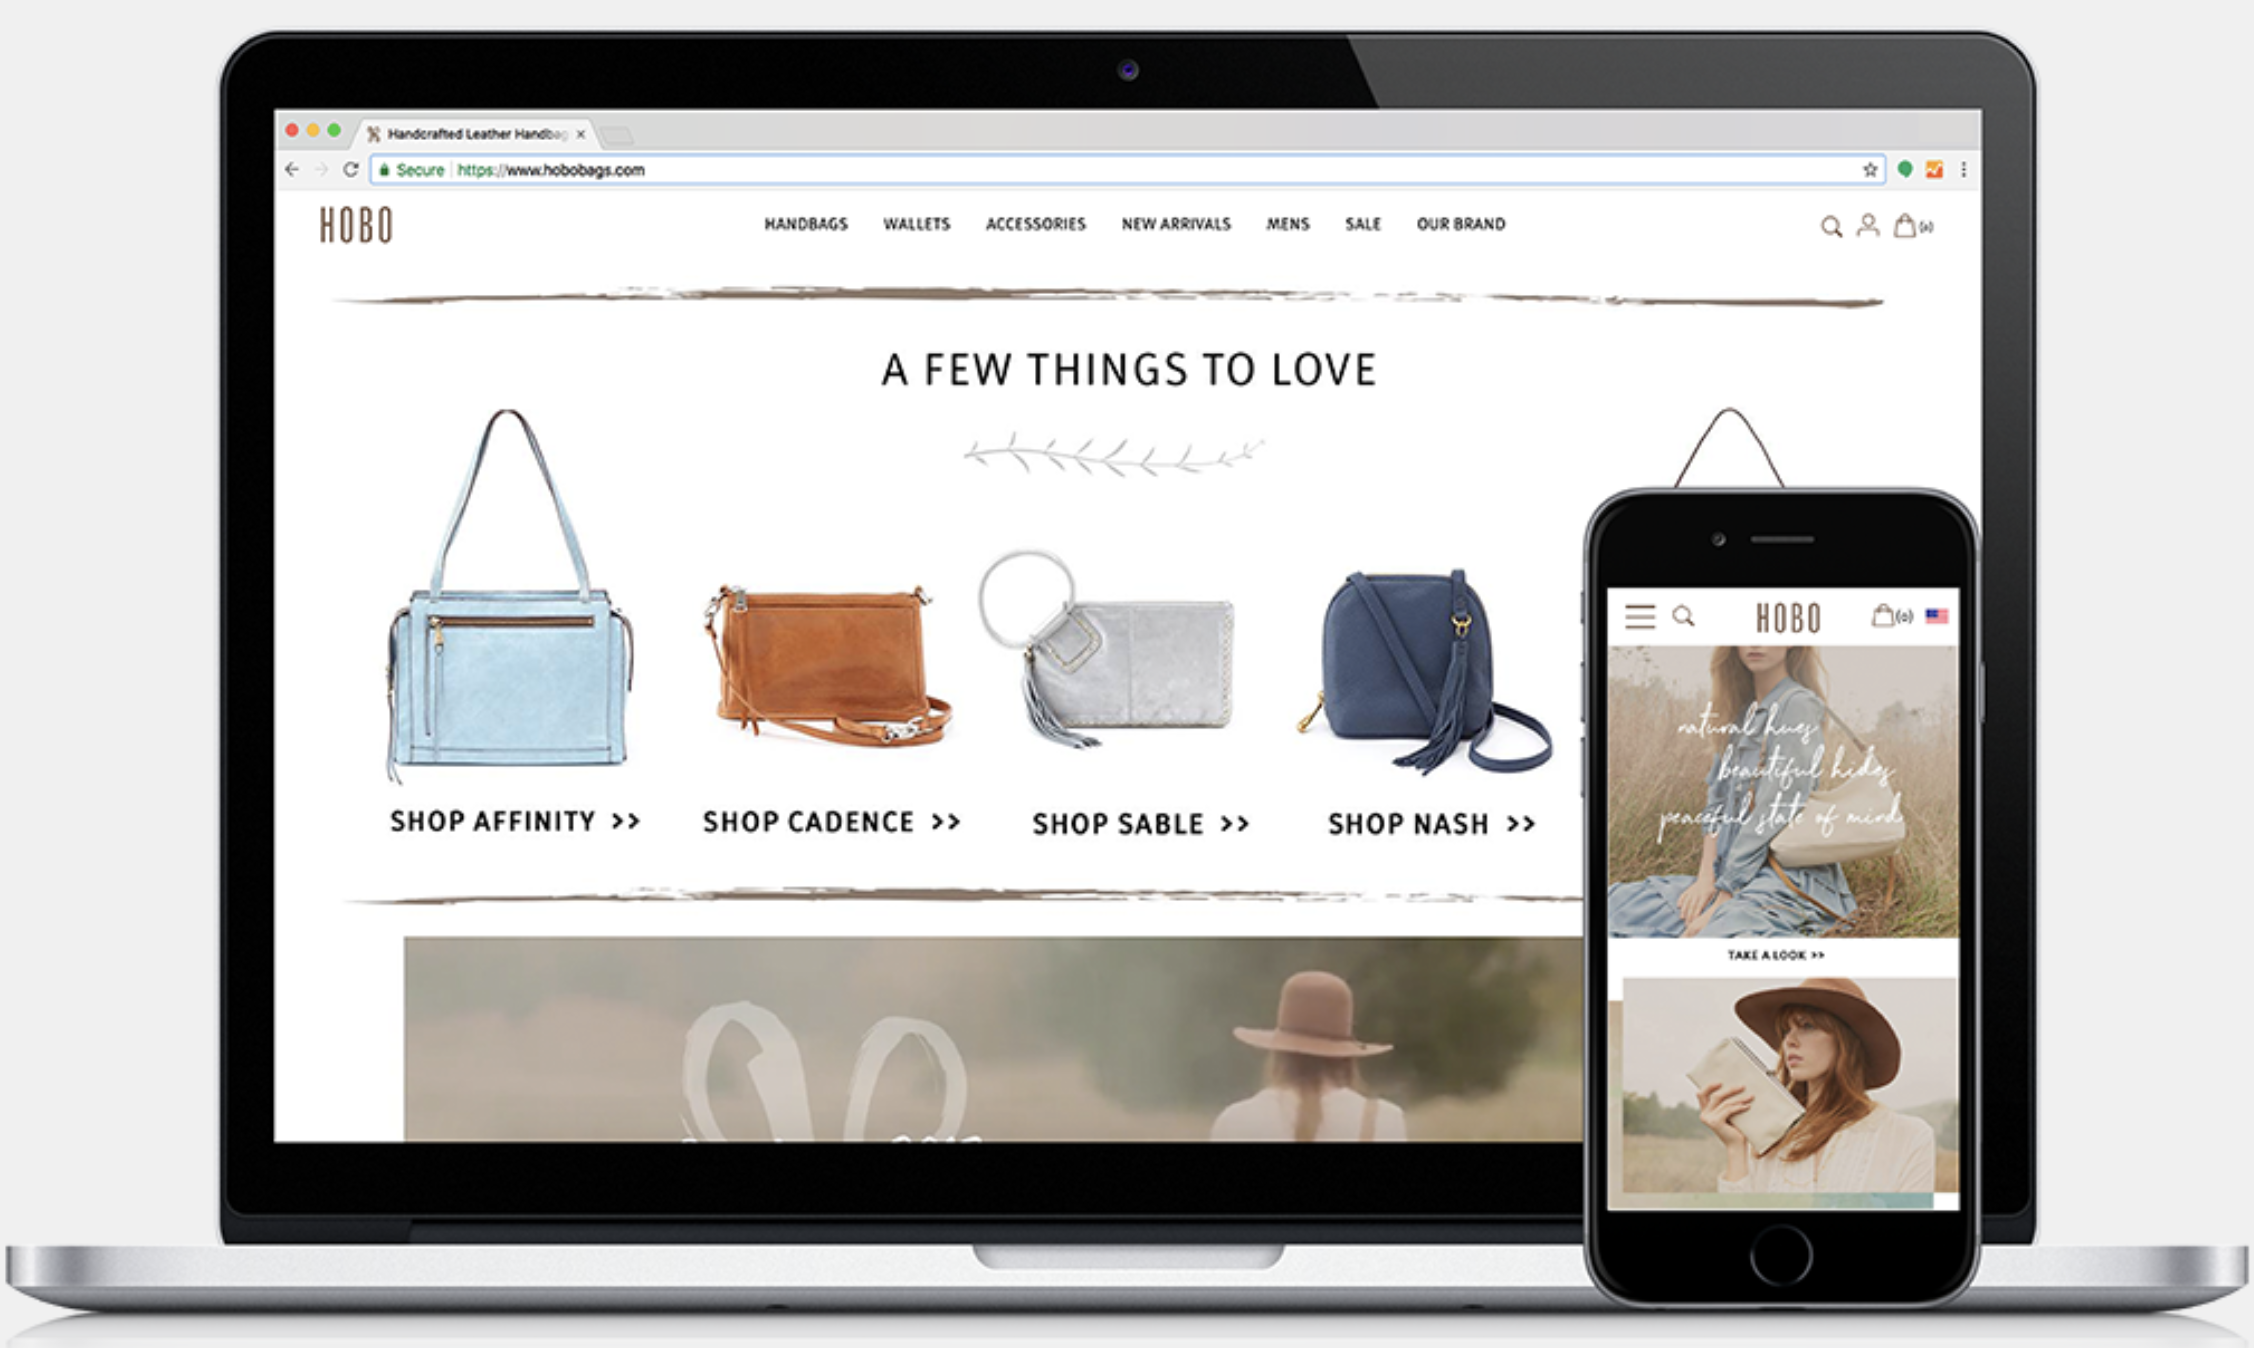 Handcrafted Leather Handbag
Secure https://www.hobobags.com
HOBO HANDBAGS WALLETS ACCESSORIES NEW ARRIVALS MENS SALE OUR BRAND (0)
A FEW THINGS TO LOVE
SHOP AFFINITY >> SHOP CADENCE >> SHOP SABLE >> SHOP NASH >>
HOBO (0)
natural hues
beautiful hides
peaceful state of mind
TAKE A LOOK >>